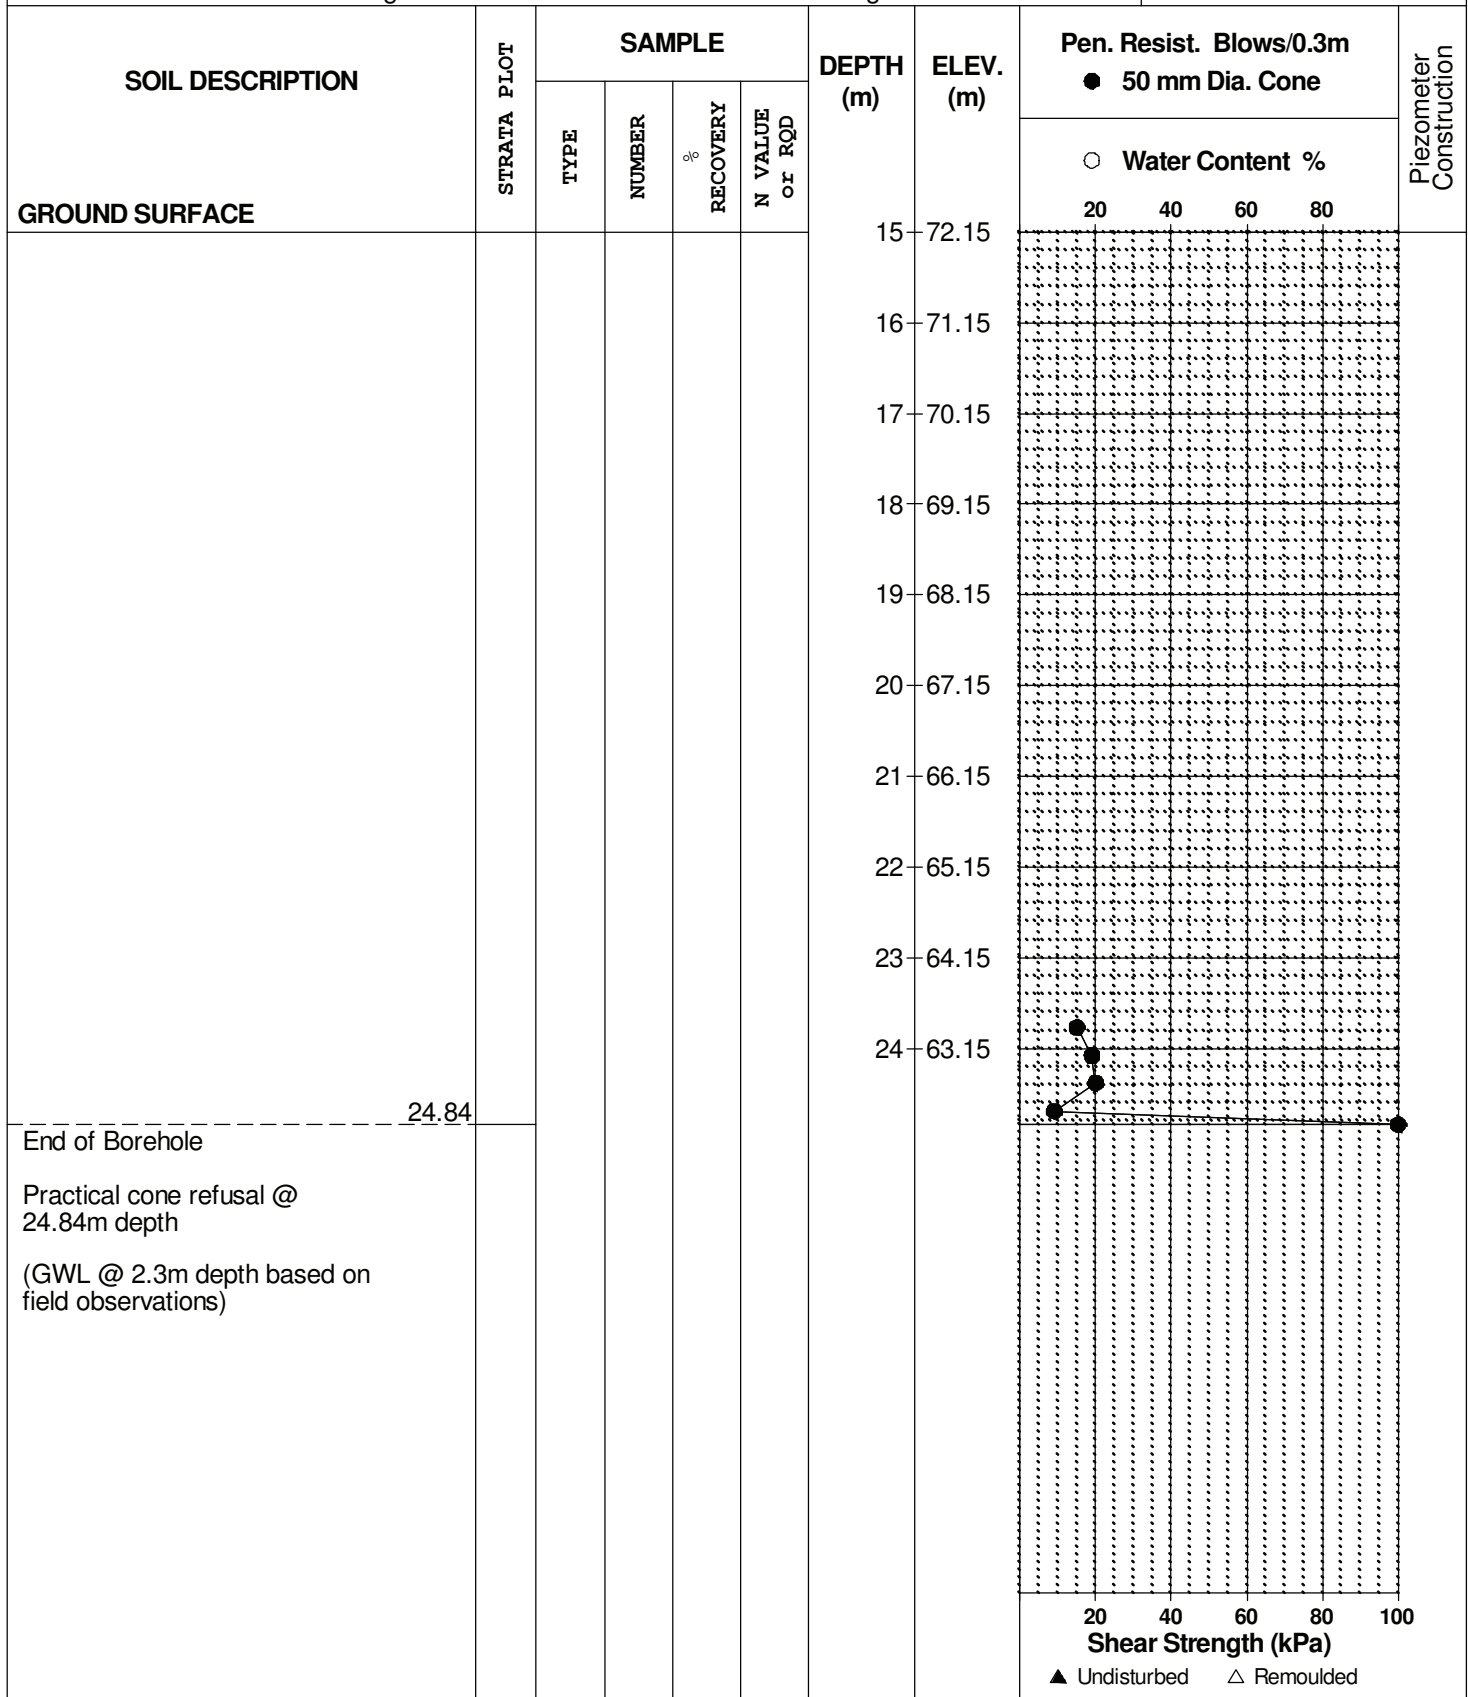 SOIL DESCRIPTION
GROUND SURFACE
STRATA PLOT
SAMPLE
TYPE
NUMBER
%
RECOVERY
N VALUE
or RQD
DEPTH
(m)
ELEV.
(m)
Pen. Resist. Blows/0.3m
● 50 mm Dia. Cone
○ Water Content %
20 40 60 80
Piezometer
Construction
15 72.15
16 71.15
17 70.15
18 69.15
19 68.15
20 67.15
21 66.15
22 65.15
23 64.15
24 63.15
24.84
End of Borehole
Practical cone refusal @
24.84m depth
(GWL @ 2.3m depth based on
field observations)
20 40 60 80 100
Shear Strength (kPa)
▲ Undisturbed △ Remoulded